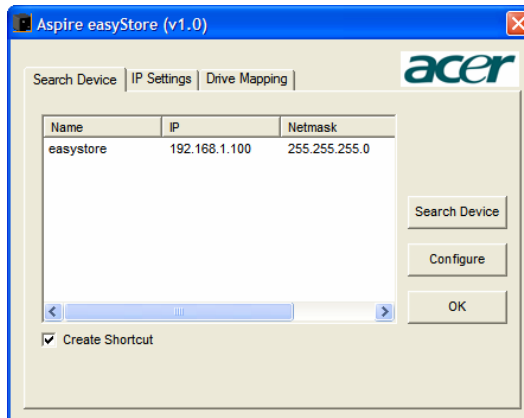 Aspire easyStore (v1.0)
acer
Search Device IP Settings Drive Mapping
Name IP Netmask
easystore 192.168.1.100 255.255.255.0
Search Device
Configure
OK
Create Shortcut